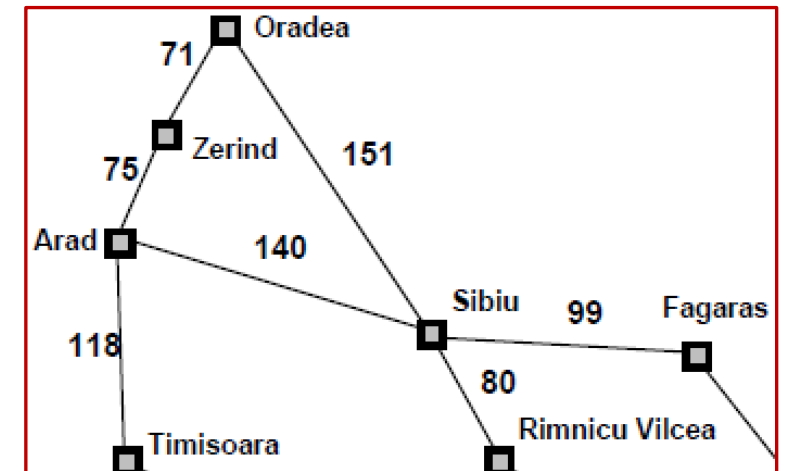 Oradea
71
Zerind
151
75
Arad
140
Sibiu
99
Fagaras
118
80
Rimnicu Vilcea
Timisoara